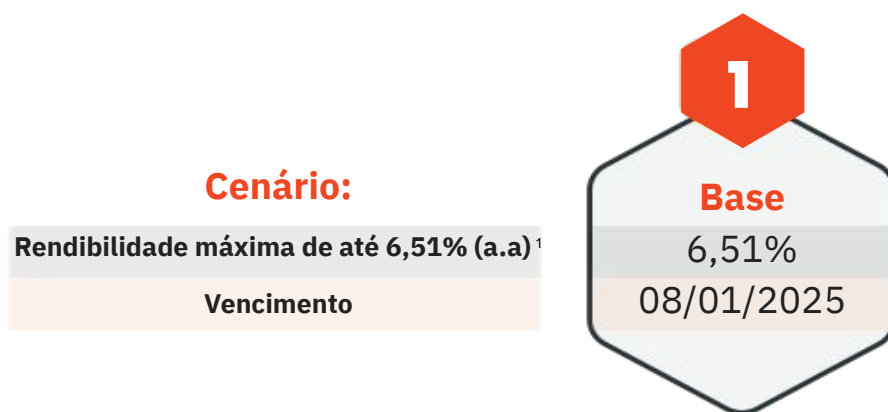 1
Cenário:
Base
Rendibilidade máxima de até 6,51% (a.a) ¹
6,51%
Vencimento
08/01/2025